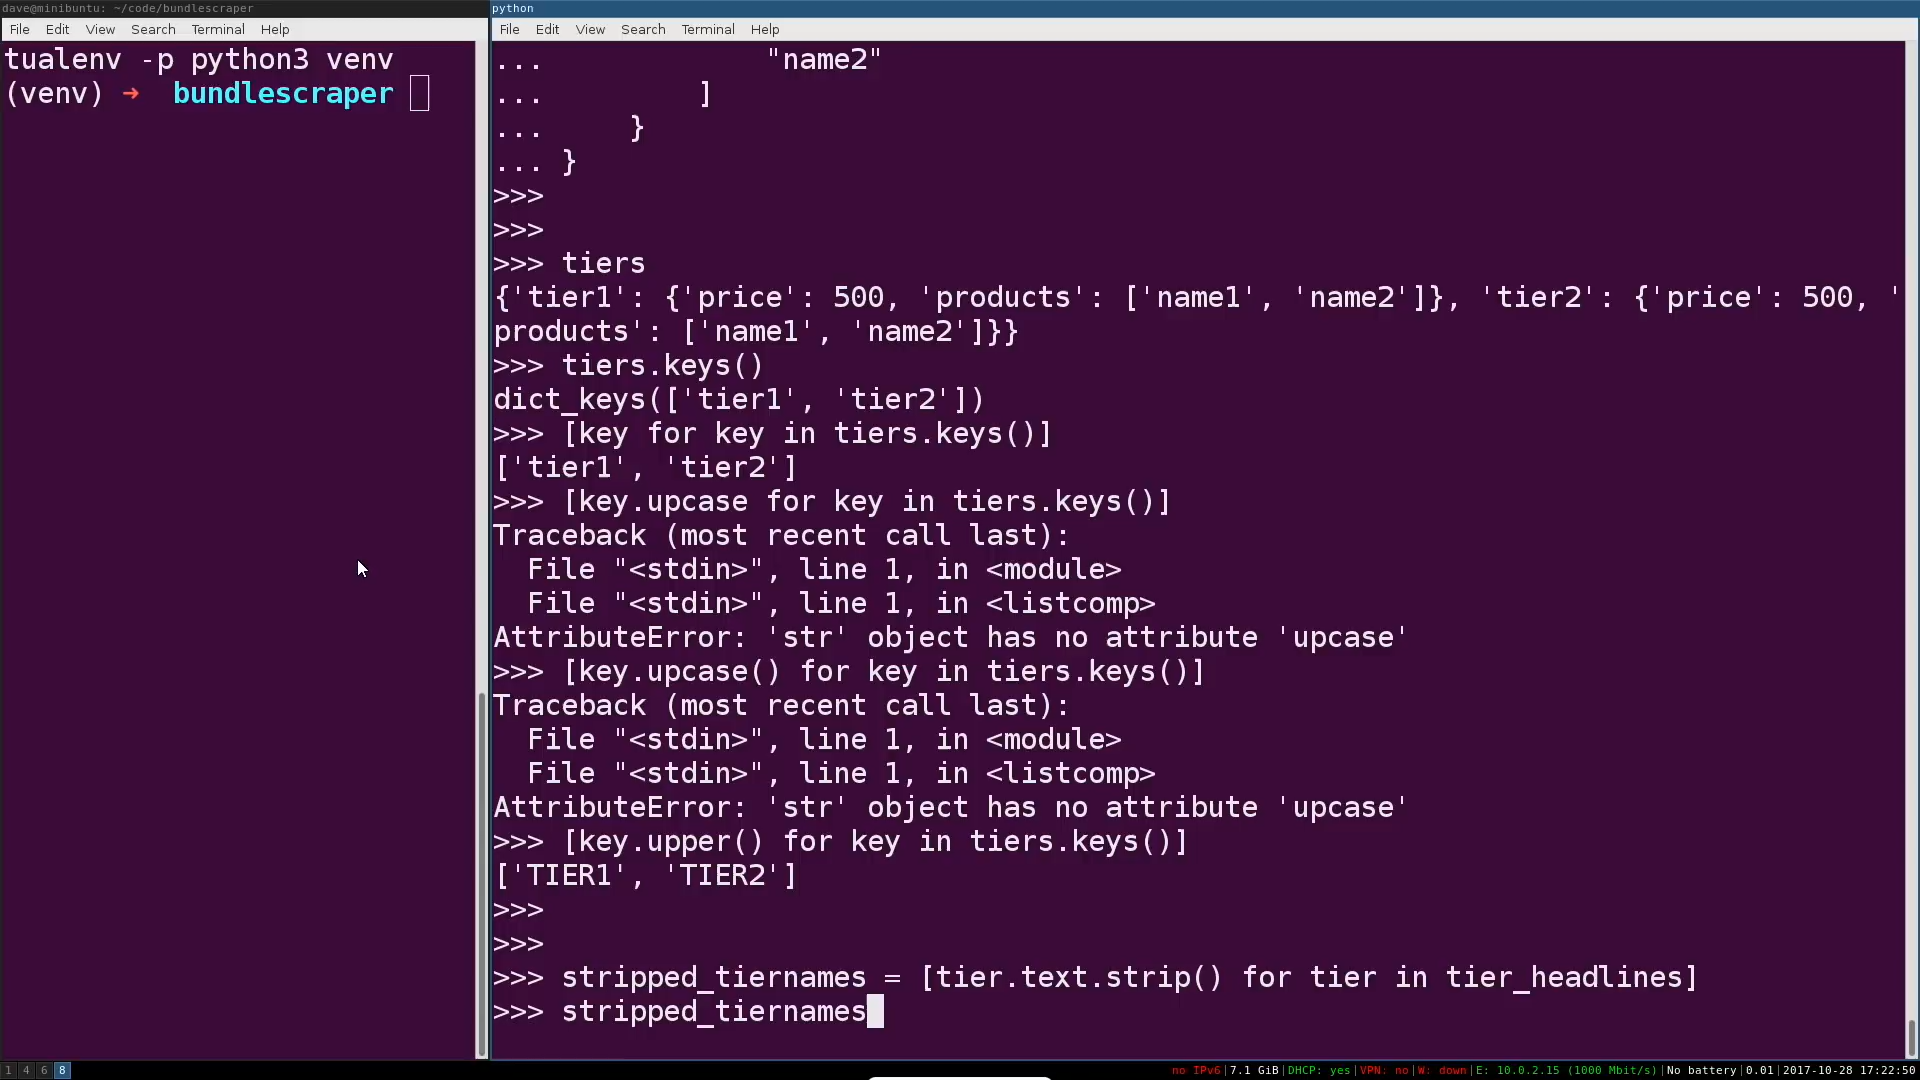 dave@minibuntu: ~/code/bundlescraper
File Edit View Search Terminal Help
tualenv -p python3 venv
(venv) → bundlescraper
python
File Edit View Search Terminal Help
... "name2"
... ]
... }
... }
>>>
>>>
>>> tiers
{'tier1': {'price': 500, 'products': ['name1', 'name2']}, 'tier2': {'price': 500, '
products': ['name1', 'name2']}}
>>> tiers.keys()
dict_keys(['tier1', 'tier2'])
>>> [key for key in tiers.keys()]
['tier1', 'tier2']
>>> [key.upcase for key in tiers.keys()]
Traceback (most recent call last):
  File "<stdin>", line 1, in <module>
  File "<stdin>", line 1, in <listcomp>
AttributeError: 'str' object has no attribute 'upcase'
>>> [key.upcase() for key in tiers.keys()]
Traceback (most recent call last):
  File "<stdin>", line 1, in <module>
  File "<stdin>", line 1, in <listcomp>
AttributeError: 'str' object has no attribute 'upcase'
>>> [key.upper() for key in tiers.keys()]
['TIER1', 'TIER2']
>>>
>>>
>>> stripped_tiernames = [tier.text.strip() for tier in tier_headlines]
>>> stripped_tiernames
1 4 6 8
no IPv6|7.1 GiB|DHCP: yes|VPN: no|W: down|E: 10.0.2.15 (1000 Mbit/s)|No battery|0.01|2017-10-28 17:22:50